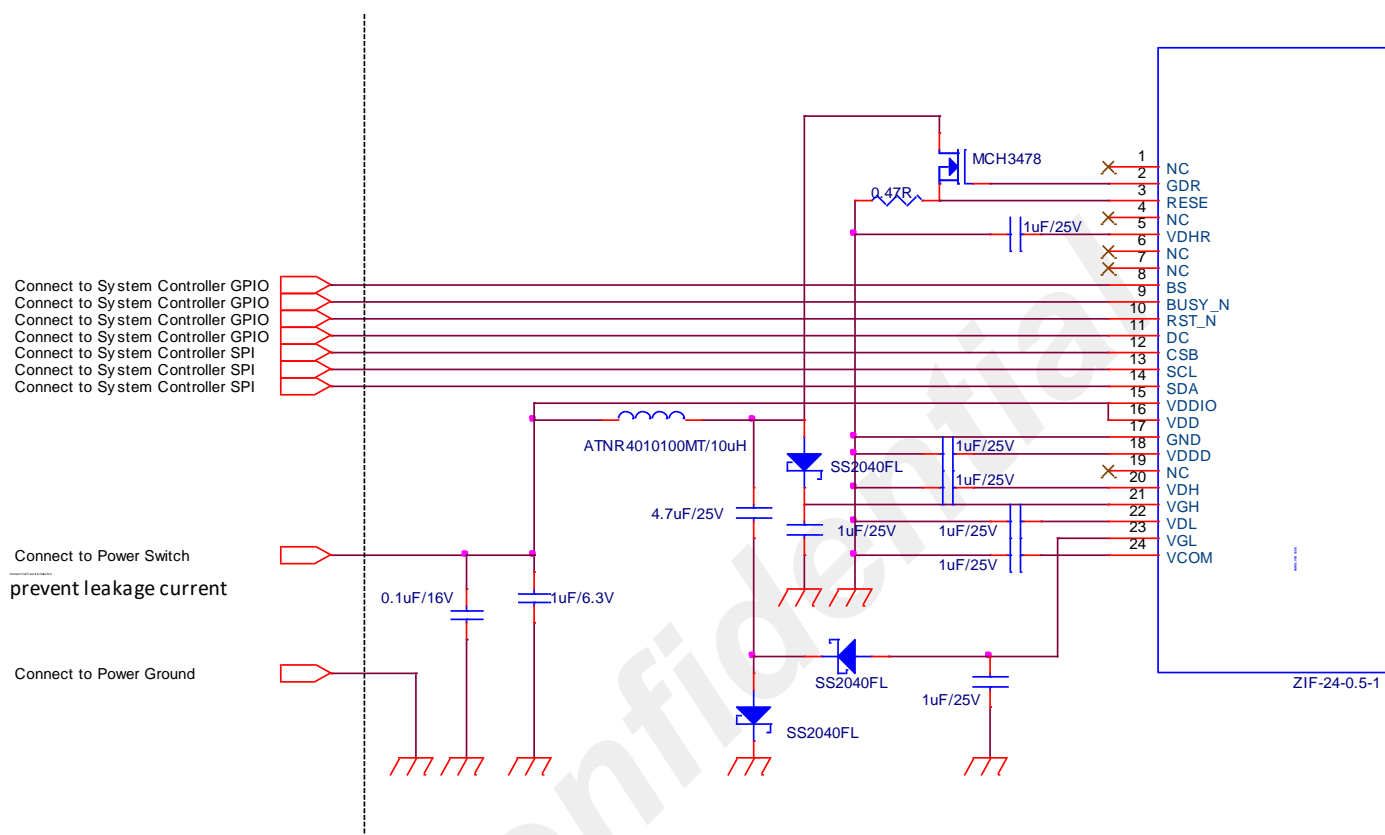 MCH3478
0.47R
1uF/25V
1
NC
2
GDR
3
RESE
4
NC
5
VDHR
6
NC
7
NC
8
BS
9
BUSY_N
10
RST_N
11
DC
12
CSB
13
SCL
14
SDA
15
VDDIO
16
VDD
17
GND
18
VDDD
19
NC
20
VDH
21
VGH
22
VDL
23
VGL
24
VCOM
Connect to System Controller GPIO
Connect to System Controller GPIO
Connect to System Controller GPIO
Connect to System Controller GPIO
Connect to System Controller SPI
Connect to System Controller SPI
Connect to System Controller SPI
ATNR4010100MT/10uH
SS2040FL
1uF/25V
1uF/25V
4.7uF/25V
1uF/25V
1uF/25V
1uF/25V
Connect to Power Switch
prevent leakage current
0.1uF/16V
1uF/6.3V
Connect to Power Ground
SS2040FL
1uF/25V
SS2040FL
ZIF-24-0.5-1
nfidential